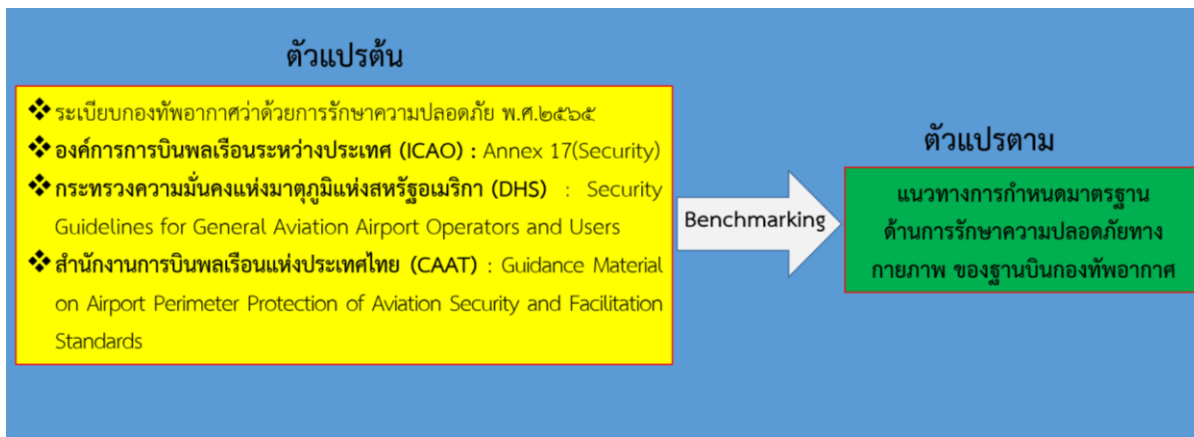 ตัวแปรต้น
❖ ระเบียบกองทัพอากาศว่าด้วยการรักษาความปลอดภัย พ.ศ.๒๕๖๕
❖ องค์การการบินพลเรือนระหว่างประเทศ (ICAO) : Annex 17(Security)
❖ กระทรวงความมั่นคงแห่งมาตุภูมิแห่งสหรัฐอเมริกา (DHS) : Security
Guidelines for General Aviation Airport Operators and Users
❖ สำนักงานการบินพลเรือนแห่งประเทศไทย (CAAT) : Guidance Material
on Airport Perimeter Protection of Aviation Security and Facilitation
Standards
Benchmarking
ตัวแปรตาม
แนวทางการกำหนดมาตรฐาน
ด้านการรักษาความปลอดภัยทาง
กายภาพ ของฐานบินกองทัพอากาศ